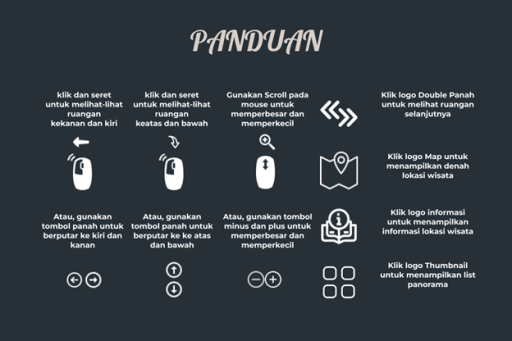 PANDUAN
klik dan seret
untuk melihat-lihat
ruangan
kekanan dan kiri
klik dan seret
untuk melihat-lihat
ruangan
keatas dan bawah
Gunakan Scroll pada
mouse untuk
memperbesar dan
memperkecil
Atau, gunakan
tombol panah untuk
berputar ke kiri dan
kanan
Atau, gunakan
tombol panah untuk
berputar ke ke atas
dan bawah
Atau, gunakan tombol
minus dan plus untuk
memperbesar dan
memperkecil
Klik logo Double Panah
untuk melihat ruangan
selanjutnya
Klik logo Map untuk
menampilkan denah
lokasi wisata
Klik logo informasi
untuk menampilkan
informasi lokasi wisata
Klik logo Thumbnail
untuk menampilkan list
panorama